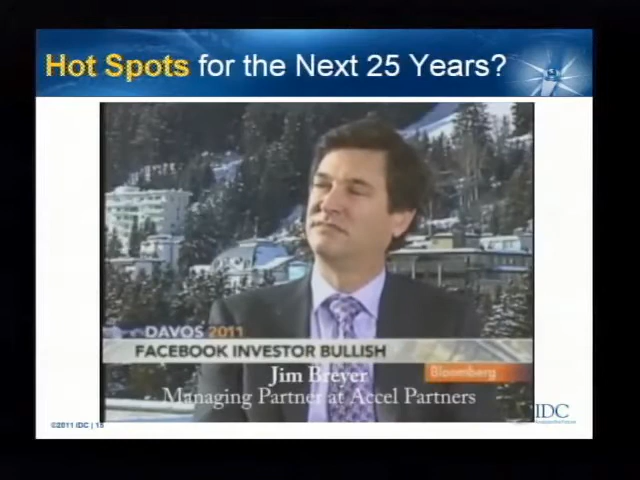 Hot Spots for the Next 25 Years?
DAVOS 2011
FACEBOOK INVESTOR BULLISH
Jim Breyer
Bloomberg
Managing Partner at Accel Partners
©2011 IDC | 15
IDC